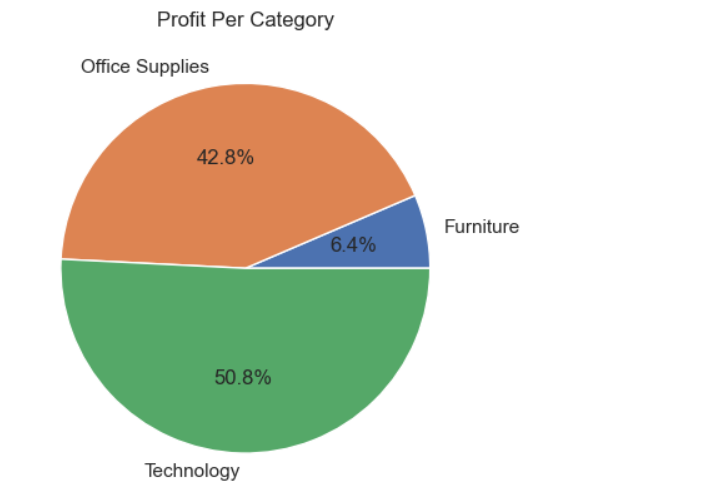 Profit Per Category
Office Supplies
42.8%
Furniture
6.4%
50.8%
Technology